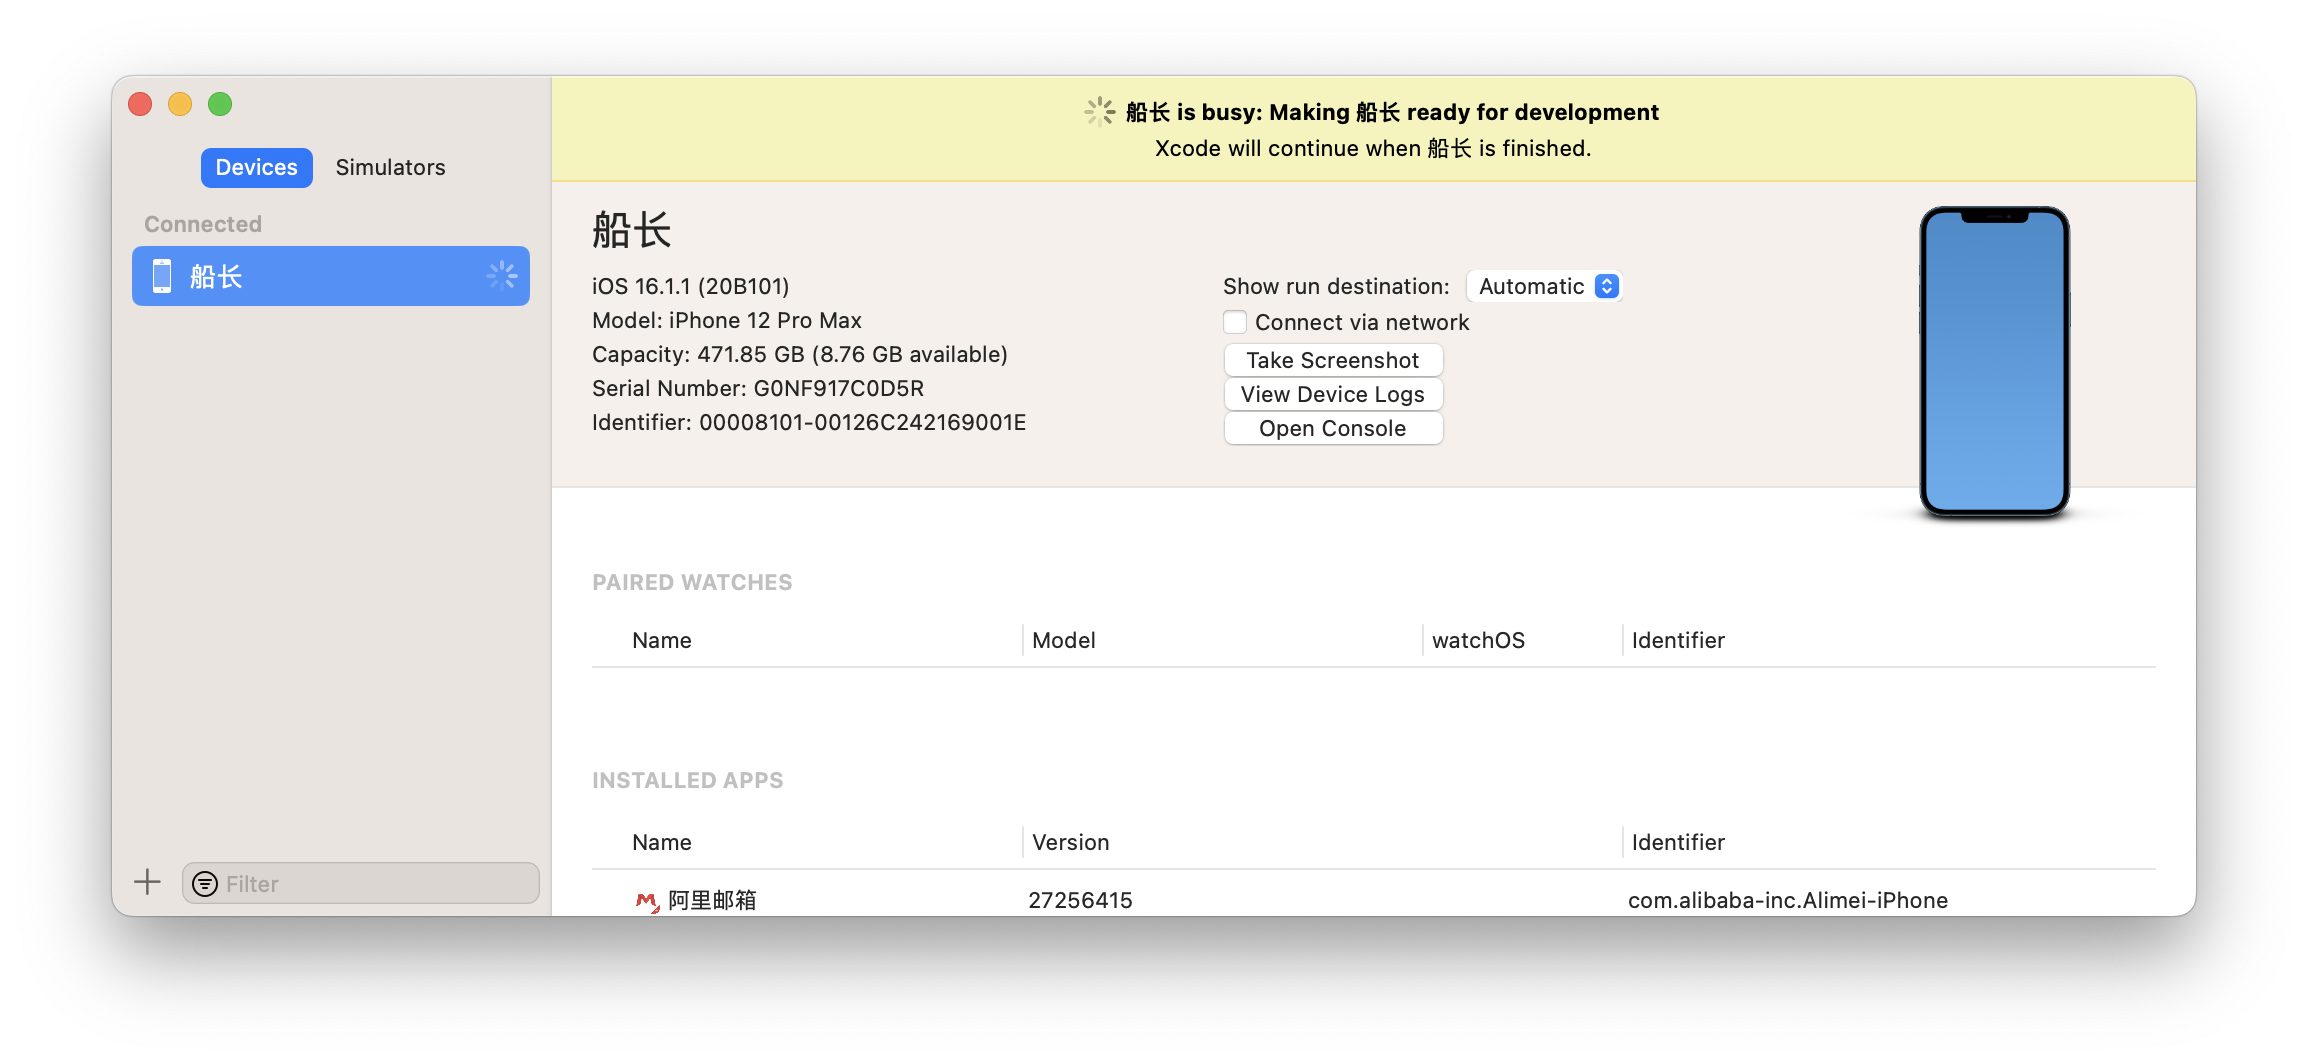 Devices
Simulators
Connected
船长
Filter
船长 is busy: Making 船长 ready for development
Xcode will continue when 船长 is finished.
船长
iOS 16.1.1 (20B101)
Model: iPhone 12 Pro Max
Capacity: 471.85 GB (8.76 GB available)
Serial Number: G0NF917C0D5R
Identifier: 00008101-00126C242169001E
Show run destination: Automatic
Connect via network
Take Screenshot
View Device Logs
Open Console
PAIRED WATCHES
Name Model watchOS Identifier
INSTALLED APPS
Name Version Identifier
阿里邮箱 27256415 com.alibaba-inc.Alimei-iPhone